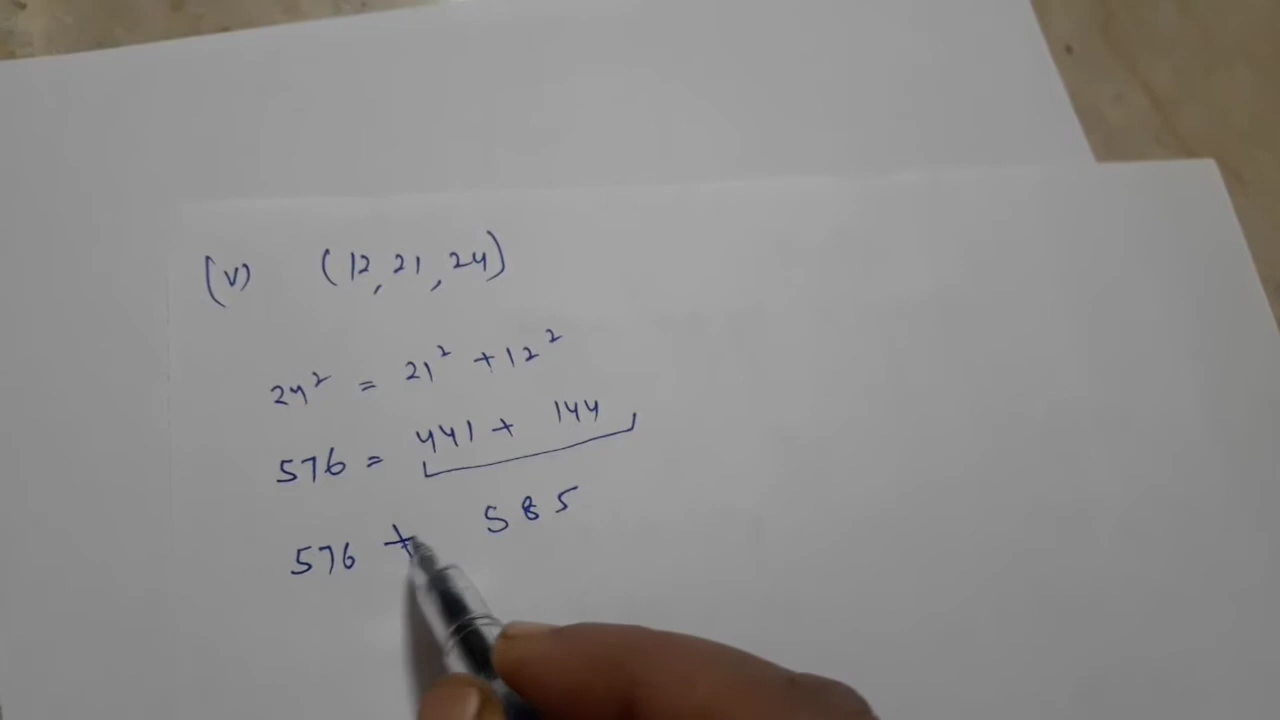 (v) (12, 21, 24)
24² = 21² + 12²
576 = 441 + 144
585
576 ≠